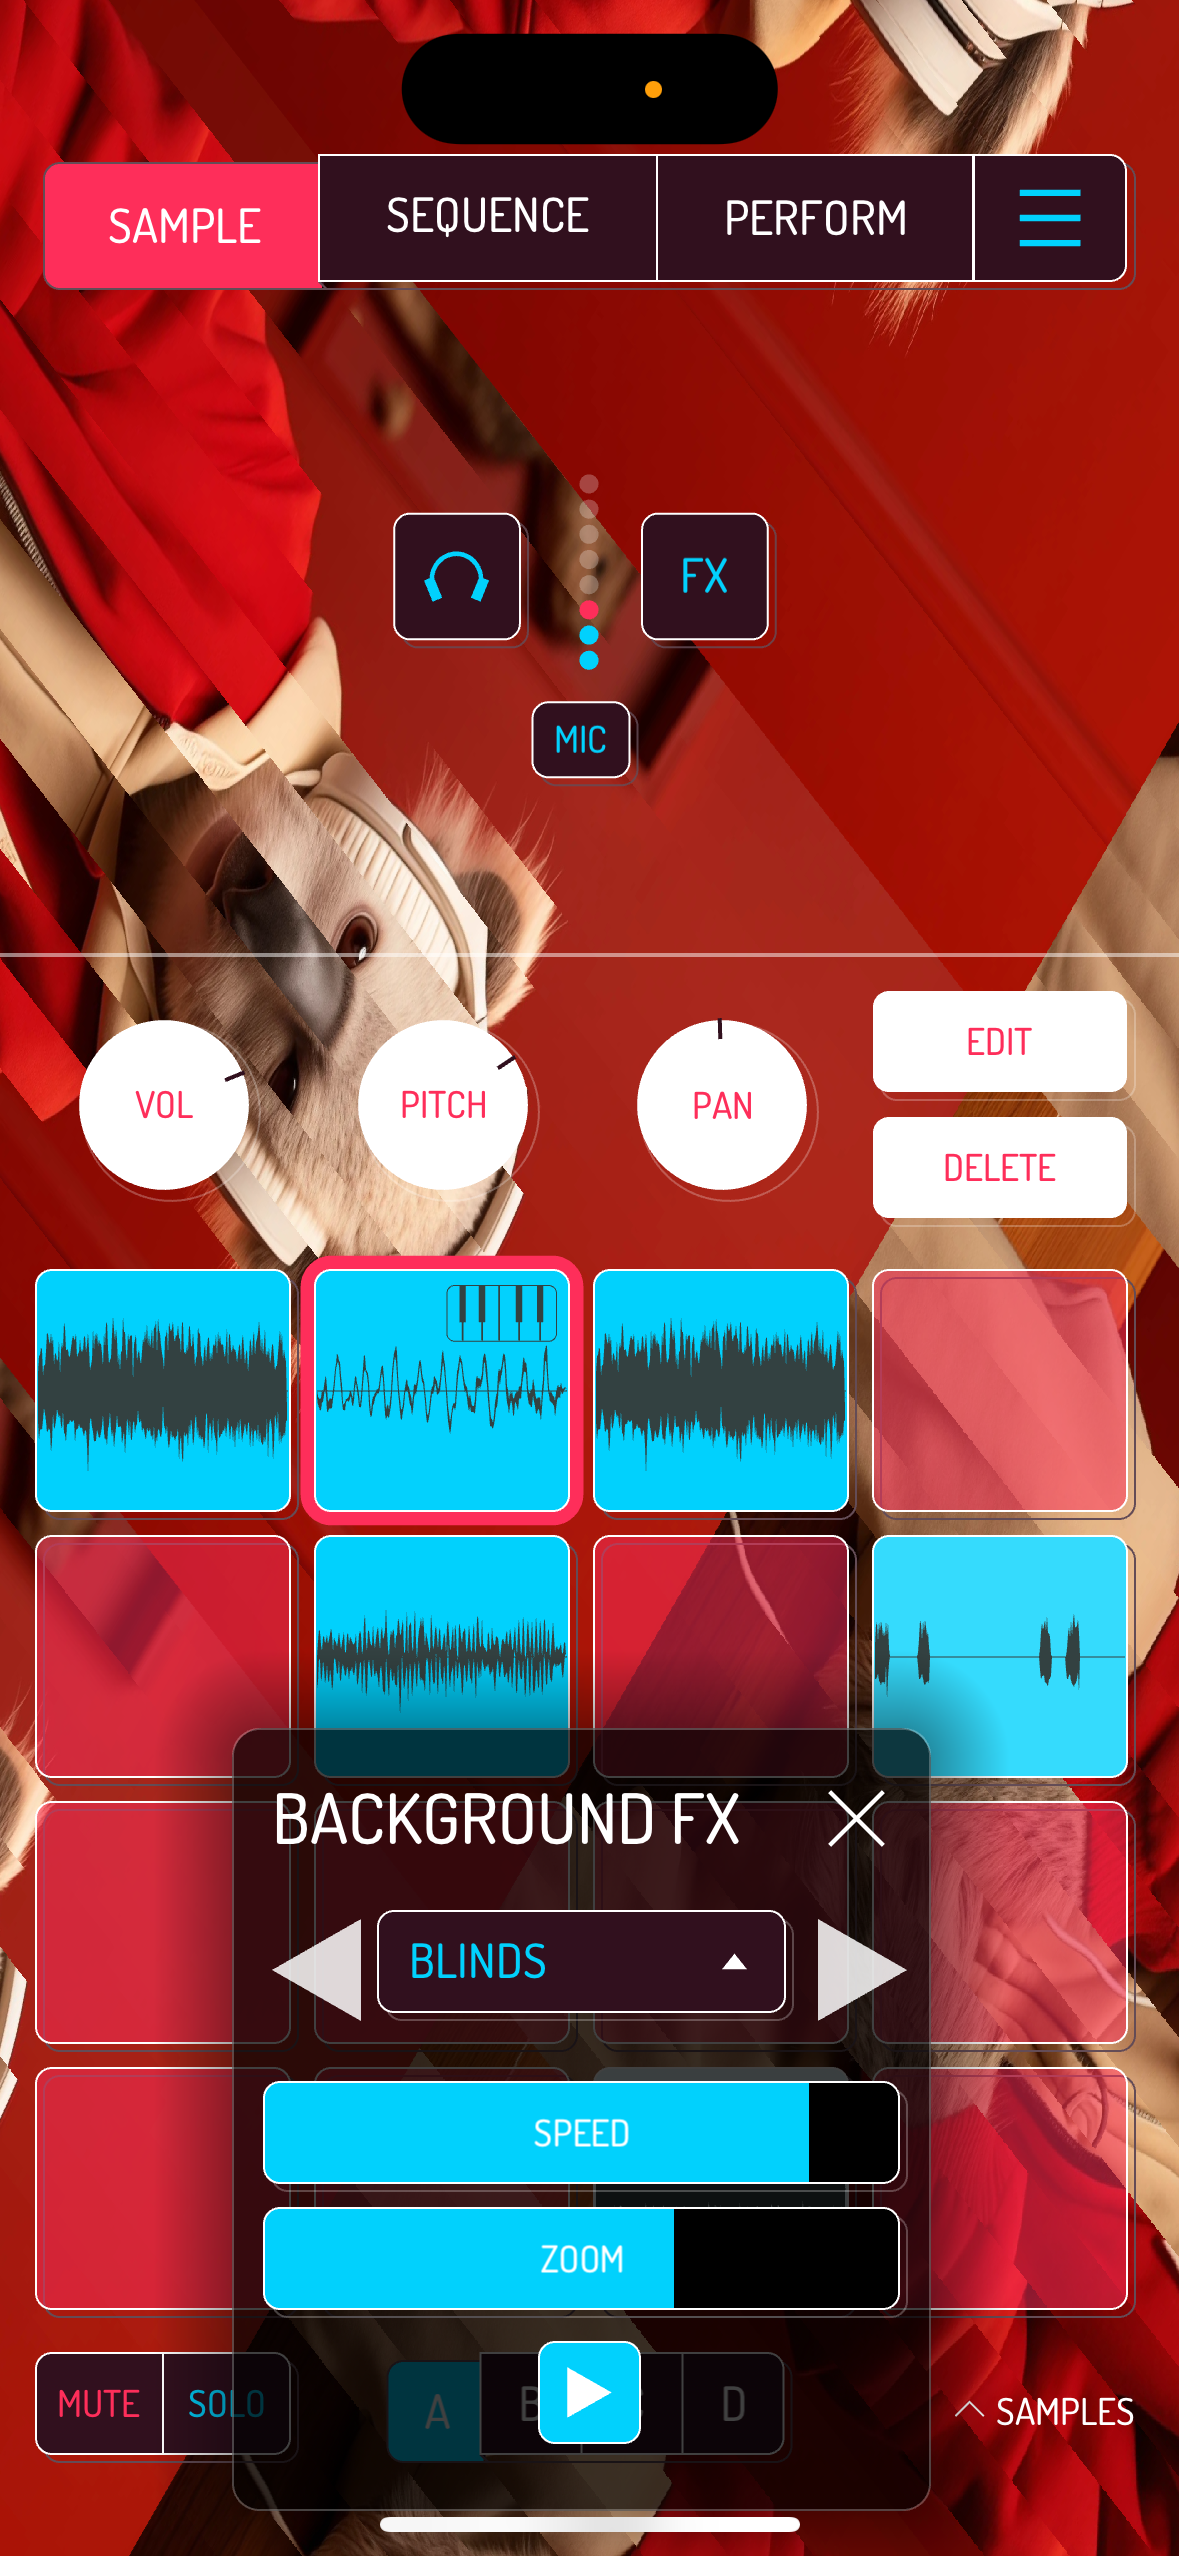 SAMPLE
SEQUENCE
PERFORM
FX
MIC
VOL
PITCH
PAN
EDIT
DELETE
BACKGROUND FX
BLINDS
SPEED
ZOOM
MUTE
SOLO
A
B
D
SAMPLES